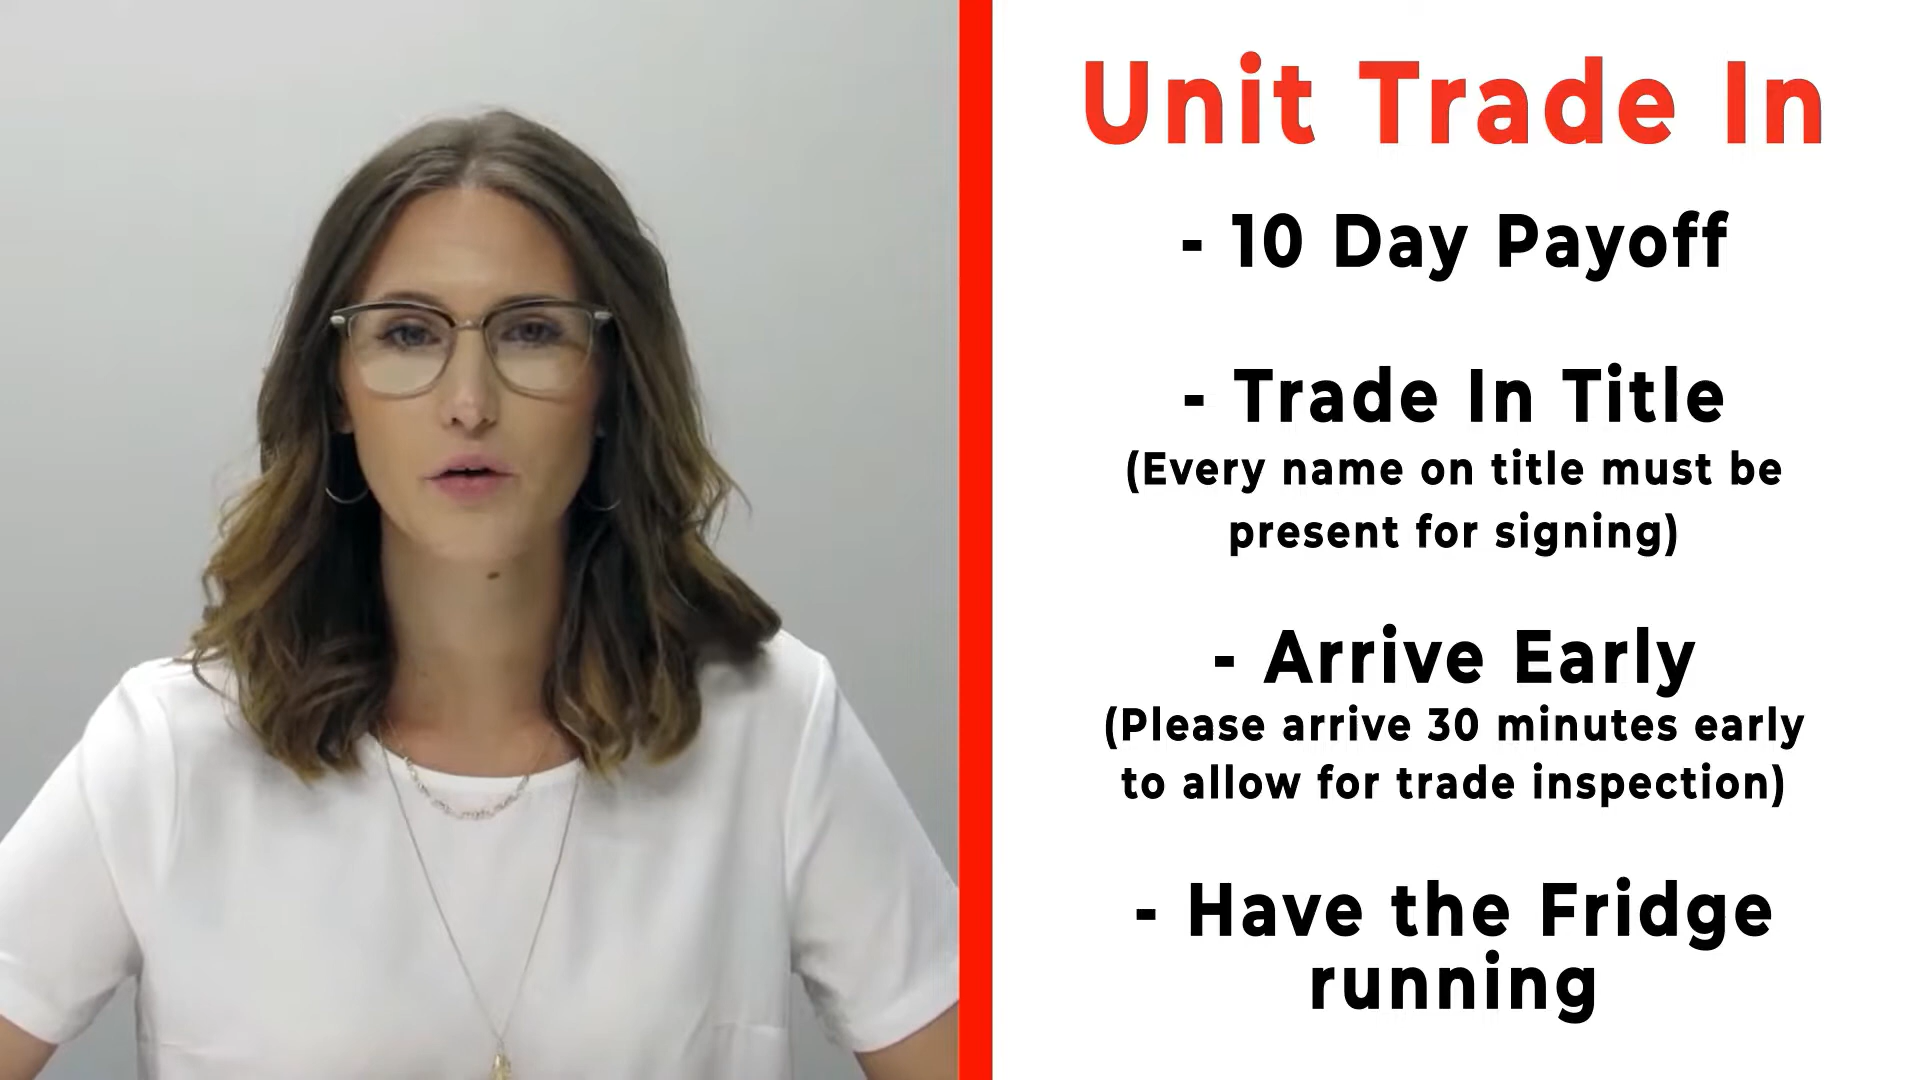 Unit Trade In
- 10 Day Payoff
- Trade In Title
(Every name on title must be
present for signing)
- Arrive Early
(Please arrive 30 minutes early
to allow for trade inspection)
- Have the Fridge
running